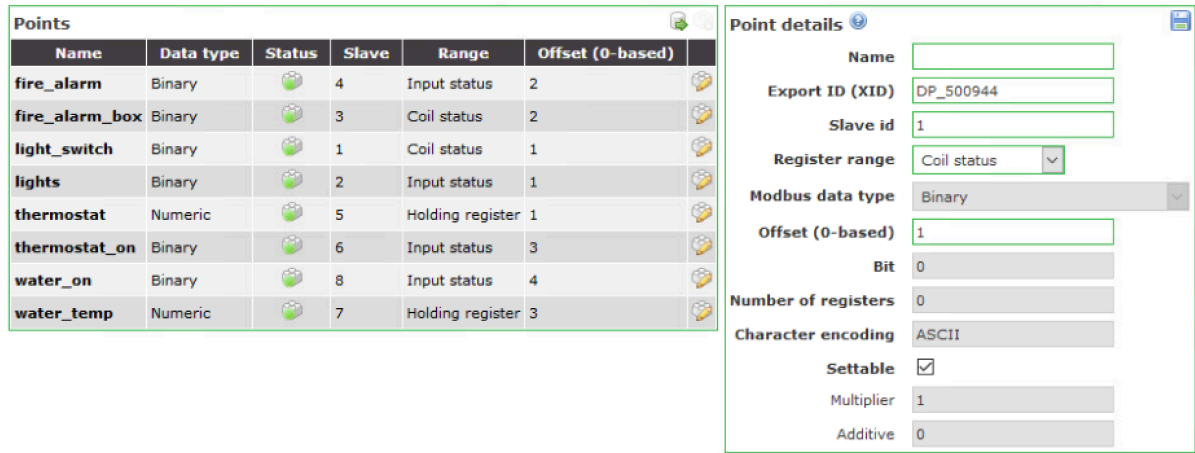 Points
Name Data type Status Slave Range Offset (0-based)
fire_alarm Binary 4 Input status 2
fire_alarm_box Binary 3 Coil status 2
light_switch Binary 1 Coil status 1
lights Binary 2 Input status 1
thermostat Numeric 5 Holding register 1
thermostat_on Binary 6 Input status 3
water_on Binary 8 Input status 4
water_temp Numeric 7 Holding register 3
Point details
Name
Export ID (XID) DP_500944
Slave id 1
Register range Coil status
Modbus data type Binary
Offset (0-based) 1
Bit 0
Number of registers 0
Character encoding ASCII
Settable
Multiplier 1
Additive 0